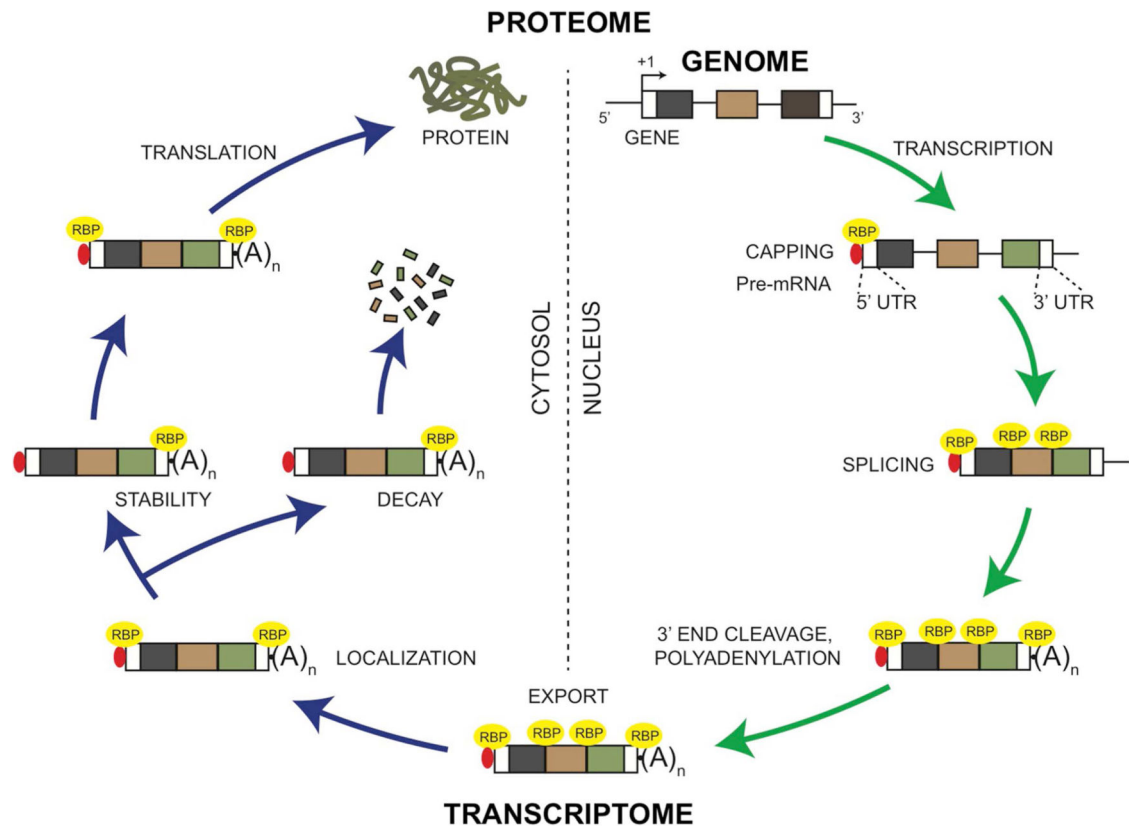 PROTEOME
GENOME
+1
5’
3’
GENE
PROTEIN
TRANSLATION
TRANSCRIPTION
RBP
RBP
(A)n
RBP
CAPPING
Pre-mRNA
5’ UTR
3’ UTR
CYTOSOL
NUCLEUS
RBP
(A)n
STABILITY
RBP
(A)n
DECAY
RBP
RBP
RBP
SPLICING
RBP
RBP
(A)n
LOCALIZATION
3’ END CLEAVAGE,
POLYADENYLATION
RBP
RBP
RBP
RBP
(A)n
EXPORT
RBP
RBP
RBP
RBP
(A)n
TRANSCRIPTOME